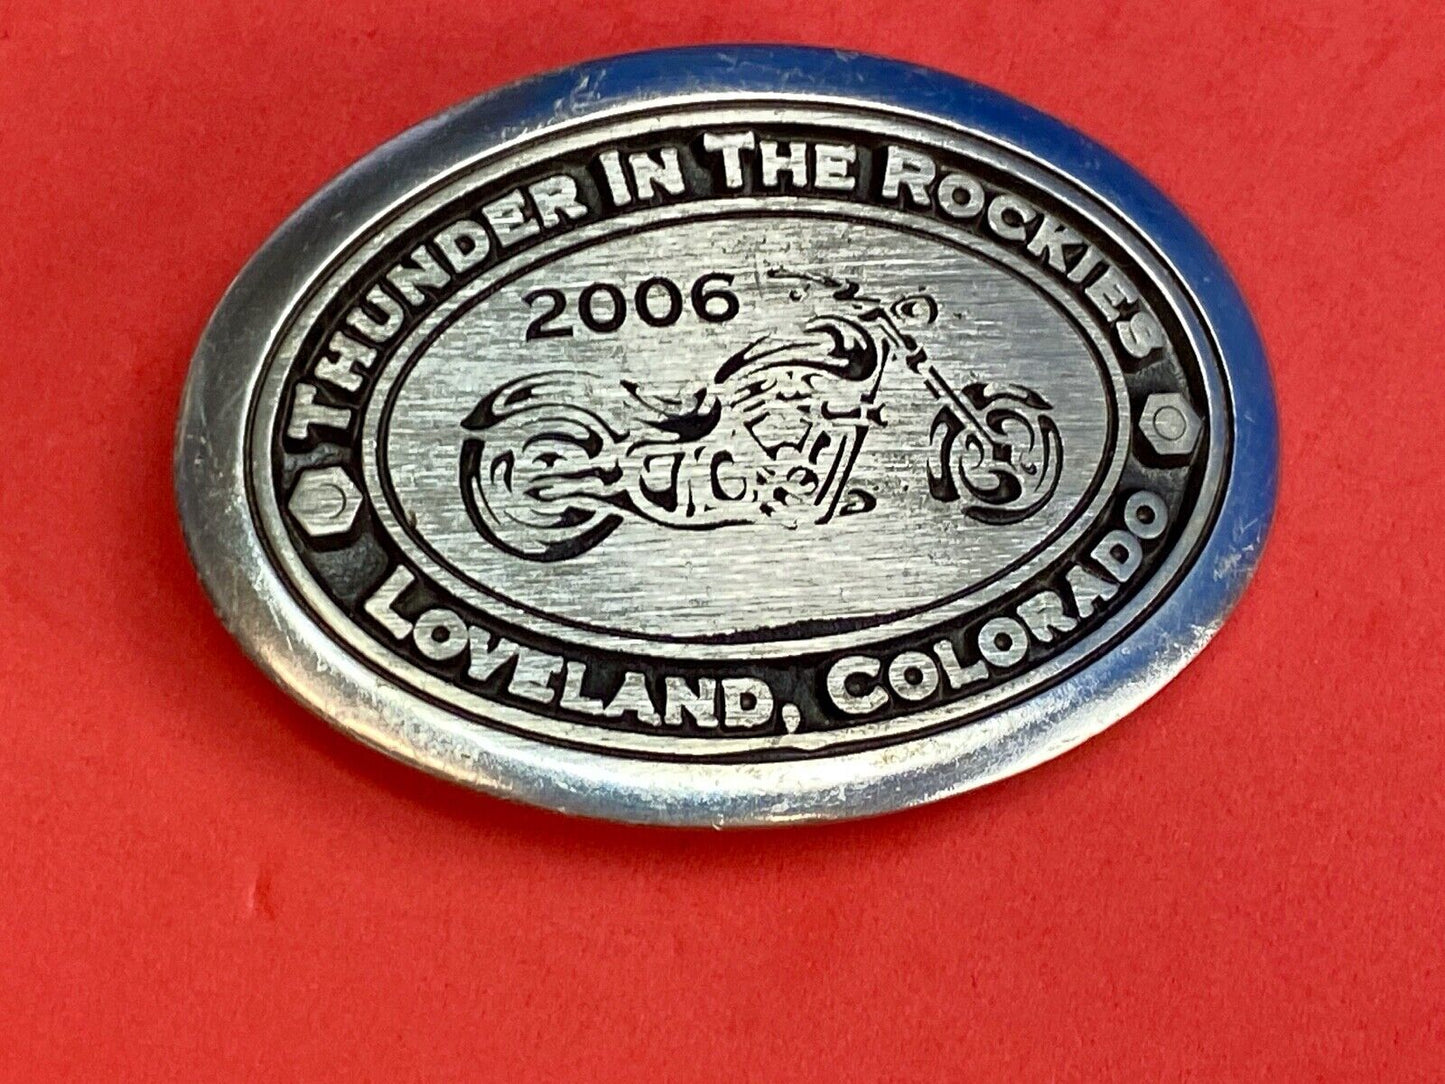 THUNDER IN THE ROCKIES
2006
LOVELAND, COLORADO